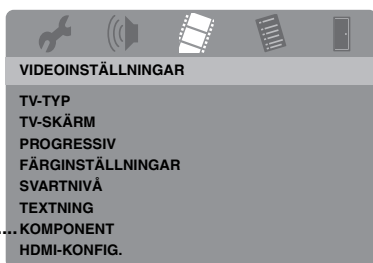 VIDEOINSTÄLLNINGAR
TV-TYP
TV-SKÄRM
PROGRESSIV
FÄRGINSTÄLLNINGAR
SVARTNIVÅ
TEXTNING
....KOMPONENT
HDMI-KONFIG.